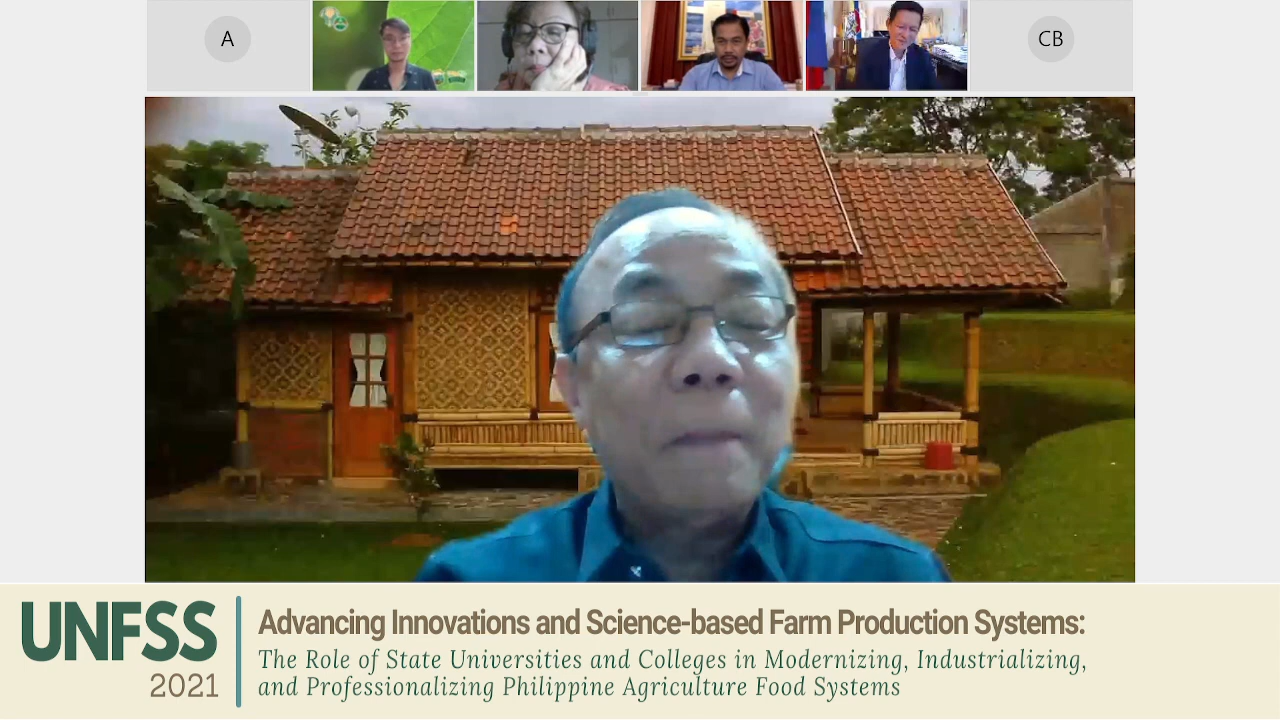 A
CB
UNFSS
2021
Advancing Innovations and Science-based Farm Production Systems:
The Role of State Universities and Colleges in Modernizing, Industrializing,
and Professionalizing Philippine Agriculture Food Systems